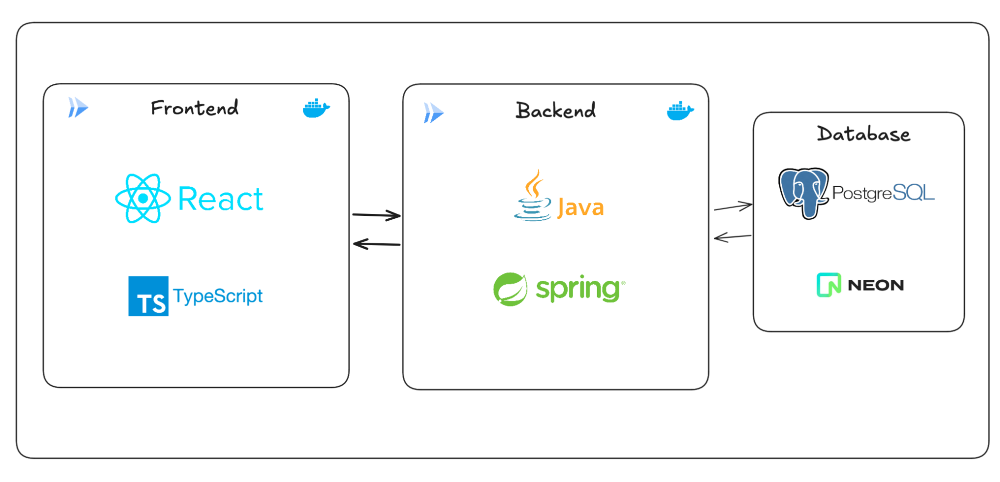 Frontend
React
TS TypeScript
Backend
Java
spring®
Database
PostgreSQL
N NEON